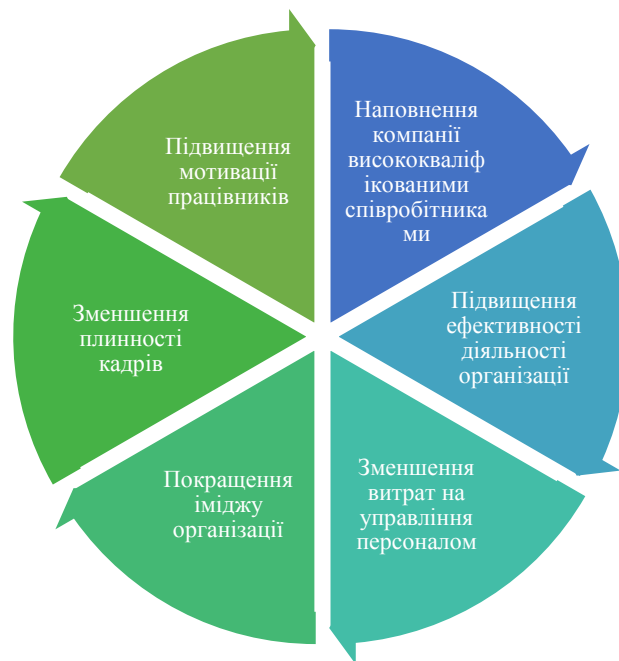 Наповнення
компанії
висококваліф
ікованими
співробітника
ми
Підвищення
ефективності
діяльності
організації
Зменшення
витрат на
управління
персоналом
Покращення
іміджу
організації
Зменшення
плинності
кадрів
Підвищення
мотивації
працівників